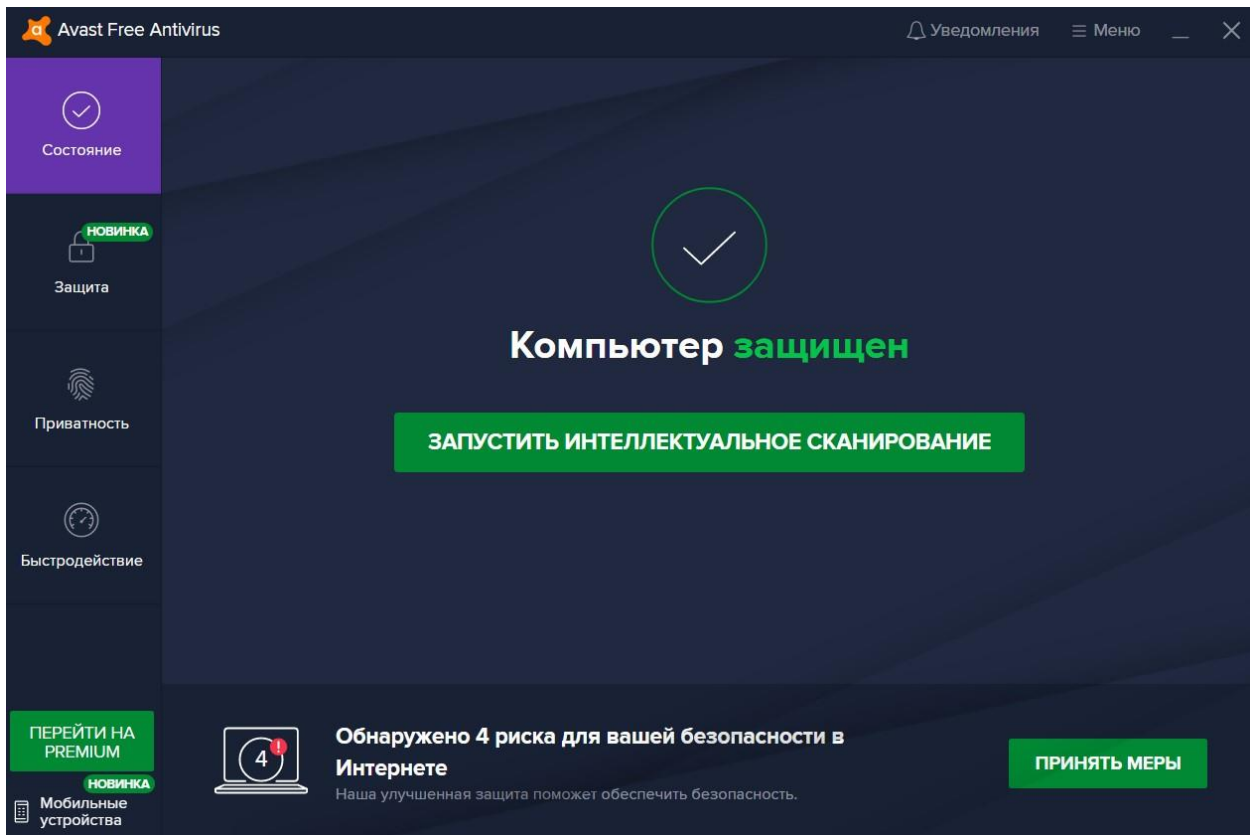 Avast Free Antivirus
Уведомления
Меню
Состояние
НОВИНКА
Защита
Приватность
Быстродействие
Компьютер защищен
ЗАПУСТИТЬ ИНТЕЛЛЕКТУАЛЬНОЕ СКАНИРОВАНИЕ
ПЕРЕЙТИ НА
PREMIUM
НОВИНКА
Мобильные
устройства
4
!
Обнаружено 4 риска для вашей безопасности в
Интернете
Наша улучшенная защита поможет обеспечить безопасность.
ПРИНЯТЬ МЕРЫ